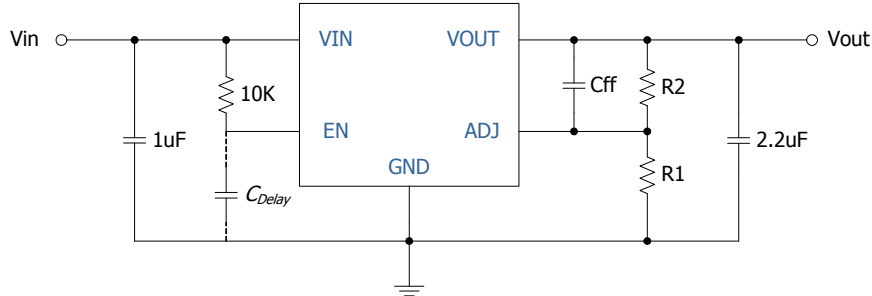 Vin
VIN
VOUT
Vout
10K
Cff
R2
1uF
EN
ADJ
2.2uF
GND
R1
CDelay